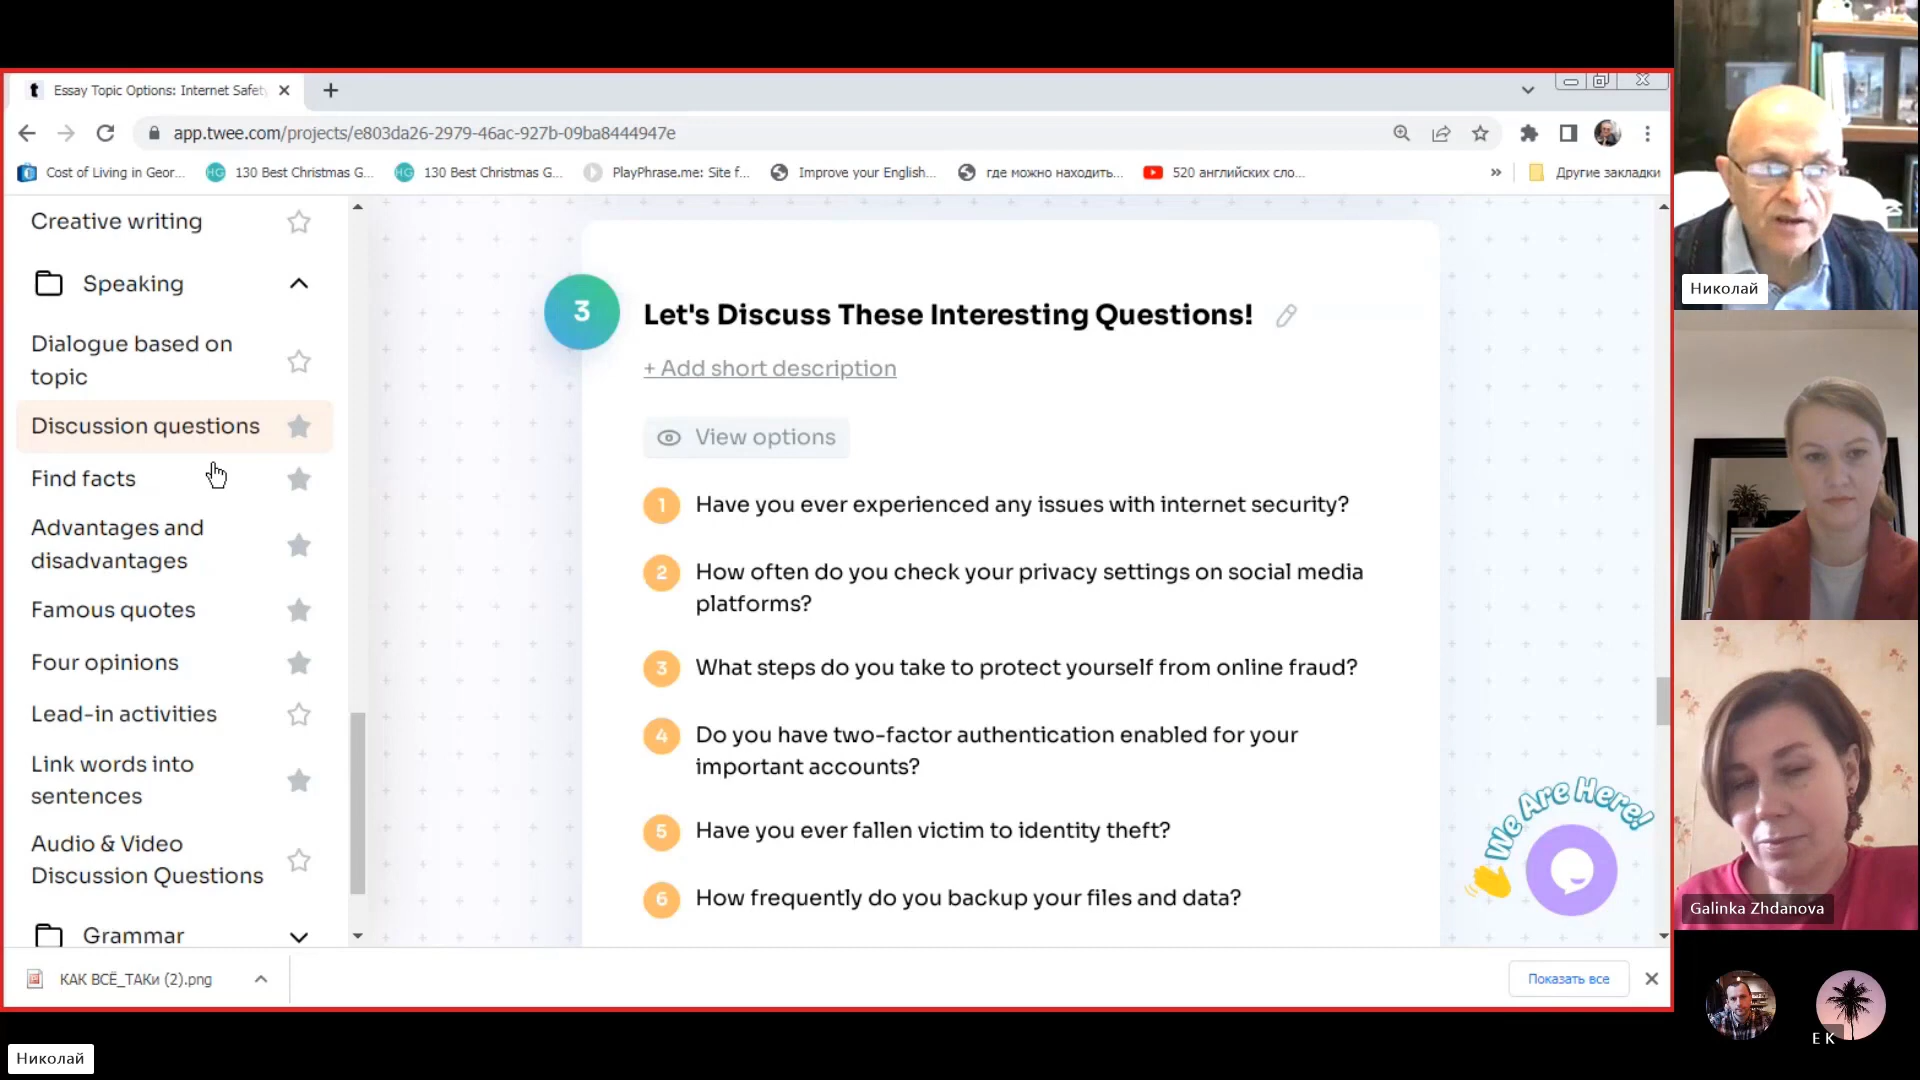 Essay Topic Options: Internet Safet
app.twee.com/projects/e803da26-2979-46ac-927b-09ba8444947e
Cost of Living in Geor...
HG 130 Best Christmas G...
HG 130 Best Christmas G...
PlayPhrase.me: Site f...
Improve your English...
где можно находить...
520 английских сло...
»
Другие закладки
Creative writing
Speaking
Dialogue based on
topic
Discussion questions
Find facts
Advantages and
disadvantages
Famous quotes
Four opinions
Lead-in activities
Link words into
sentences
Audio & Video
Discussion Questions
Grammar
3 Let's Discuss These Interesting Questions!
+ Add short description
View options
1 Have you ever experienced any issues with internet security?
2 How often do you check your privacy settings on social media
platforms?
3 What steps do you take to protect yourself from online fraud?
4 Do you have two-factor authentication enabled for your
important accounts?
5 Have you ever fallen victim to identity theft?
6 How frequently do you backup your files and data?
We Are Here!
КАК ВСЁ_ТАКи (2).png
Показать все
Николай
Galinka Zhdanova
E K
Николай